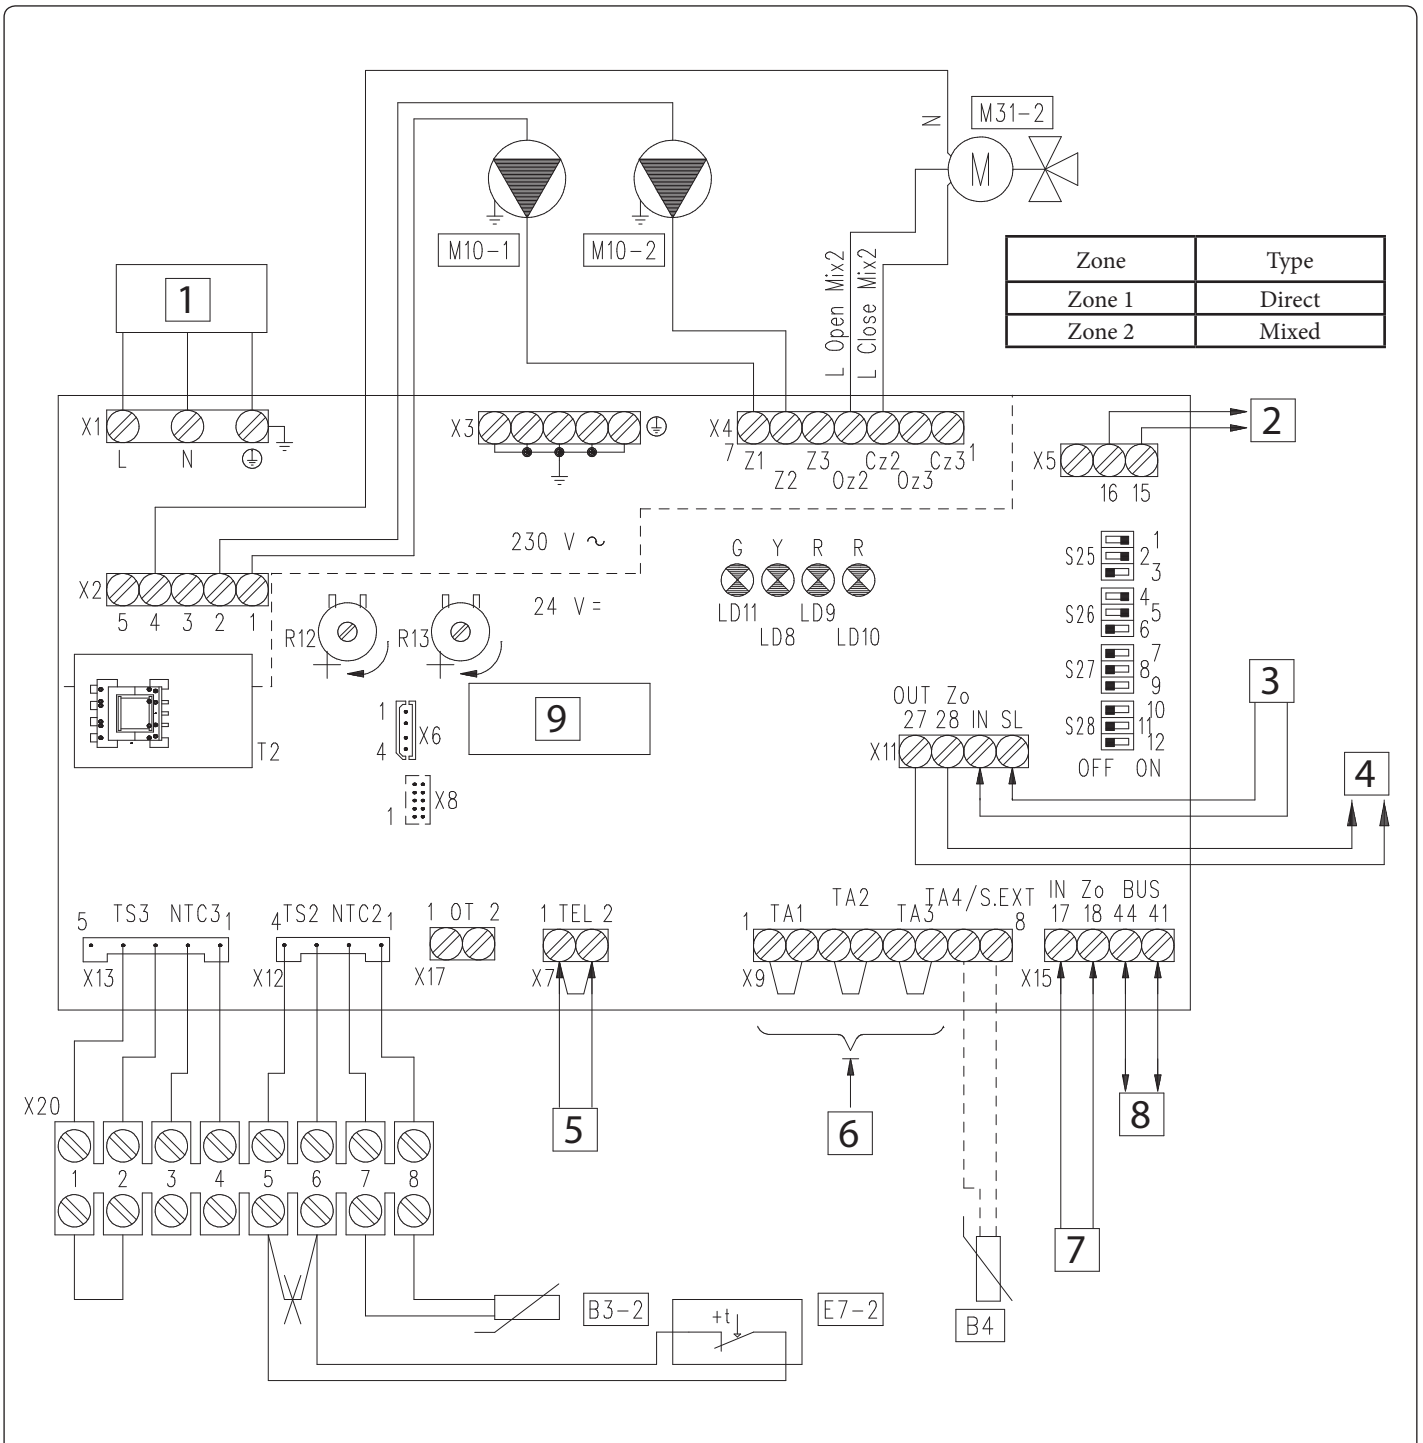 M31-2
N
M
M10-1
M10-2
L Open Mix2
L Close Mix2
Zone Type
Zone 1 Direct
Zone 2 Mixed
1
X1
L N
X3
X4
7 Z1 Z3 Cz2 Cz3 1
Z2 Oz2 Oz3
2
X5
16 15
230 V ~
24 V =
G Y R R
LD11 LD9
LD8 LD10
S25
1
2
3
S26
4
5
6
S27
7
8
9
S28
10
11
12
OFF ON
X2
5 4 3 2 1
R12
R13
T2
1
4
X6
9
1
X8
OUT Zo
27 28 IN SL
X11
3
4
5 TS3 NTC3 1
X13
4 TS2 NTC2 1
X12
1 OT 2
X17
1 TEL 2
X7
1 TA1 TA2 TA3 TA4/S.EXT 8
X9
IN Zo BUS
17 18 44 41
X15
X20
1 2 3 4 5 6 7 8
5
6
8
7
B3-2
+t
E7-2
B4